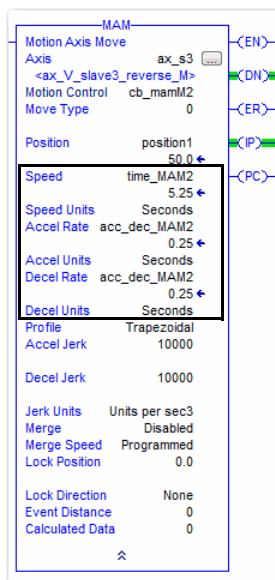 MAM
Motion Axis Move
(EN)
Axis ax_s3 ...
<ax_V_slave3_reverse_M>
(DN)
Motion Control cb_mamM2
Move Type 0
(ER)
Position position1
(IP)
50.0
Speed time_MAM2
(PC)
5.25
Speed Units Seconds
Accel Rate acc_dec_MAM2
0.25
Accel Units Seconds
Decel Rate acc_dec_MAM2
0.25
Decel Units Seconds
Profile Trapezoidal
Accel Jerk 10000
Decel Jerk 10000
Jerk Units Units per sec3
Merge Disabled
Merge Speed Programmed
Lock Position 0.0
Lock Direction None
Event Distance 0
Calculated Data 0